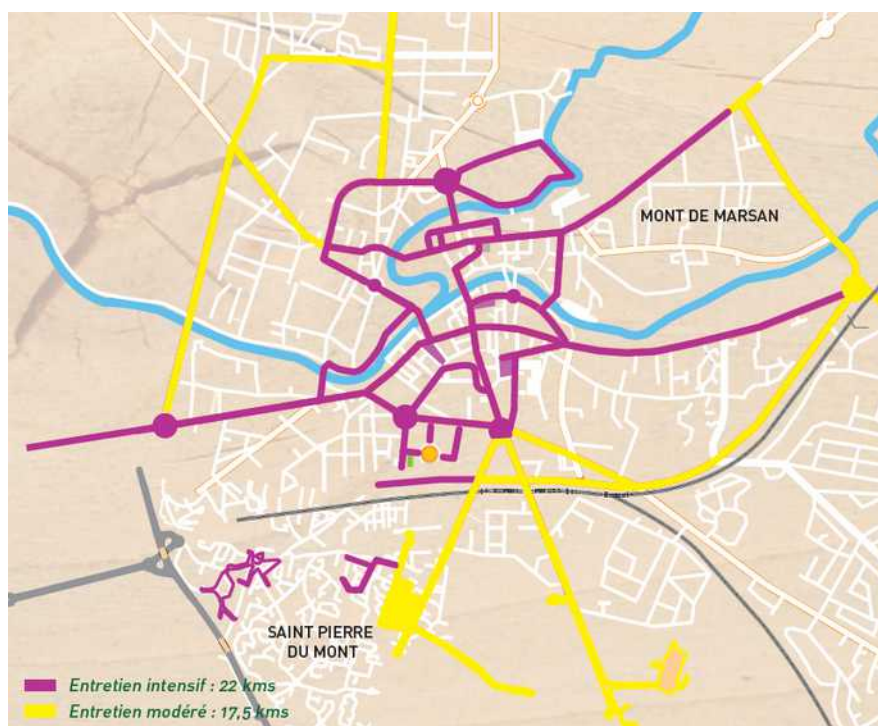 MONT DE MARSAN
SAINT PIERRE
DU MONT
Entretien intensif : 22 kms
Entretien modéré : 17,5 kms